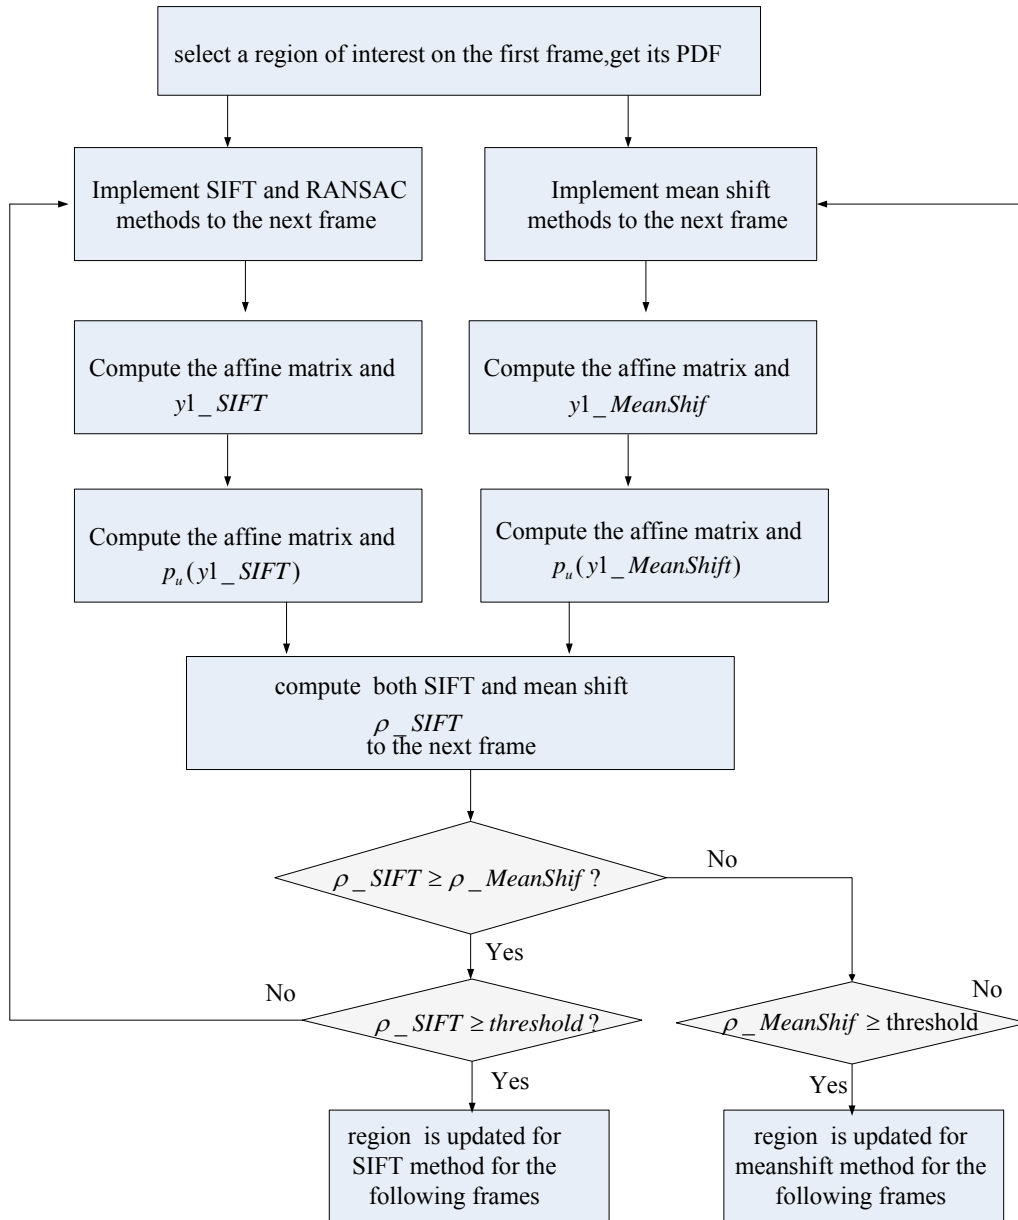 select a region of interest on the first frame,get its PDF
Implement SIFT and RANSAC
methods to the next frame
Implement mean shift
methods to the next frame
Compute the affine matrix and
y1_SIFT
Compute the affine matrix and
y1_MeanShif
Compute the affine matrix and
p_u(y1_SIFT)
Compute the affine matrix and
p_u(y1_MeanShift)
compute both SIFT and mean shift
ρ_SIFT
to the next frame
ρ_SIFT ≥ ρ_MeanShif ?
No
Yes
ρ_SIFT ≥ threshold ?
No
Yes
ρ_MeanShif ≥ threshold
No
Yes
region is updated for
SIFT method for the
following frames
region is updated for
meanshift method for the
following frames